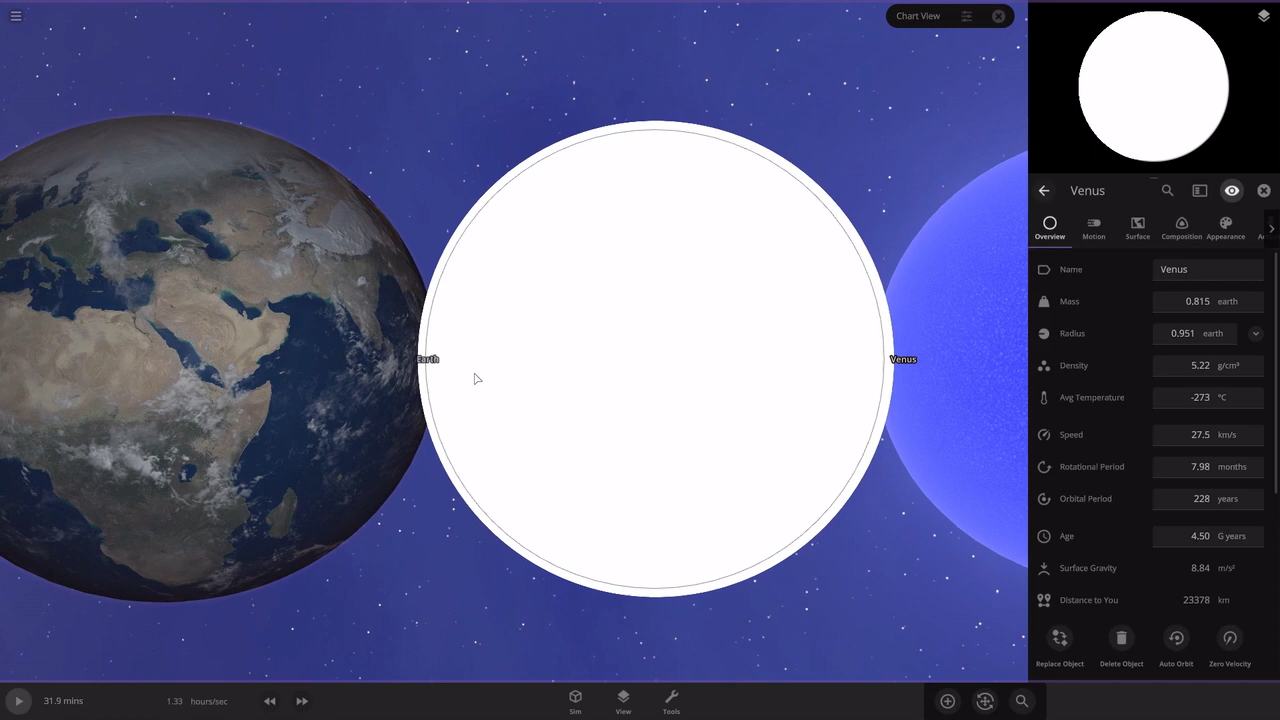 Chart View
Earth
Venus
Venus
Overview
Motion
Surface
Composition
Appearance
Name
Venus
Mass
0.815 earth
Radius
0.951 earth
Density
5.22 g/cm³
Avg Temperature
-273 °C
Speed
27.5 km/s
Rotational Period
7.98 months
Orbital Period
228 years
Age
4.50 G years
Surface Gravity
8.84 m/s²
Distance to You
23378 km
Replace Object
Delete Object
Auto Orbit
Zero Velocity
31.9 mins
1.33 hours/sec
Sim
View
Tools